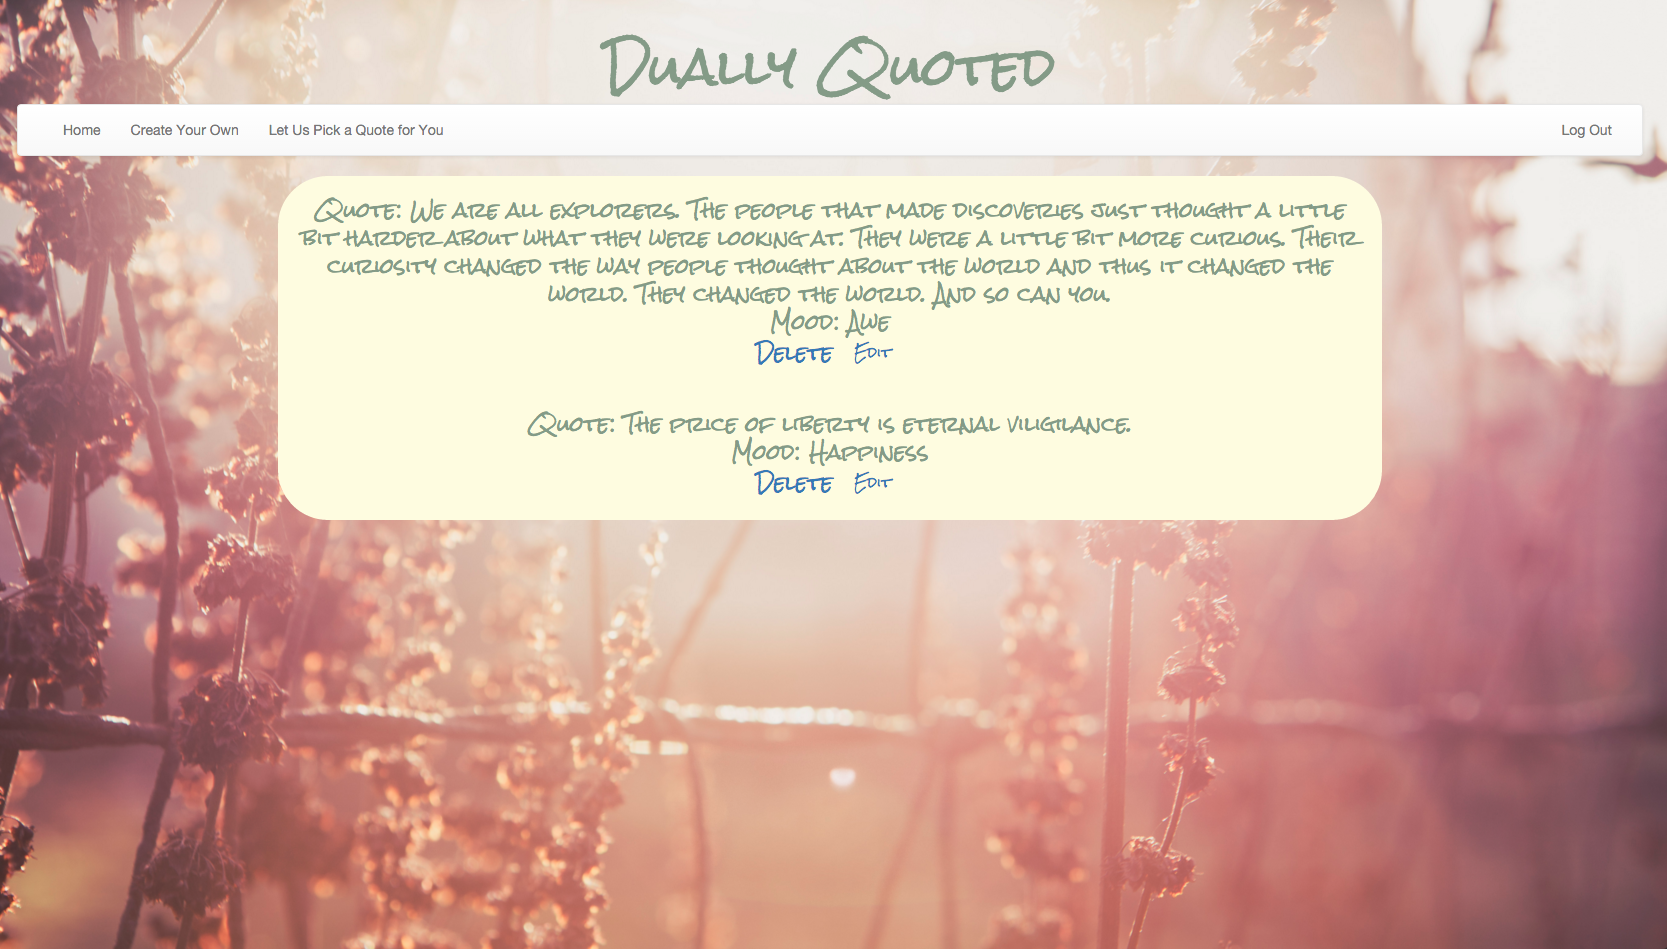 Dually Quoted
Home Create Your Own Let Us Pick a Quote for You Log Out
Quote: We are all explorers. The people that made discoveries just thought a little
bit harder about what they were looking at. They were a little bit more curious. Their
curiosity changed the way people thought about the world and thus it changed the
world. They changed the world. And so can you.
Mood: Awe
Delete Edit
Quote: The price of liberty is eternal viligilance.
Mood: Happiness
Delete Edit